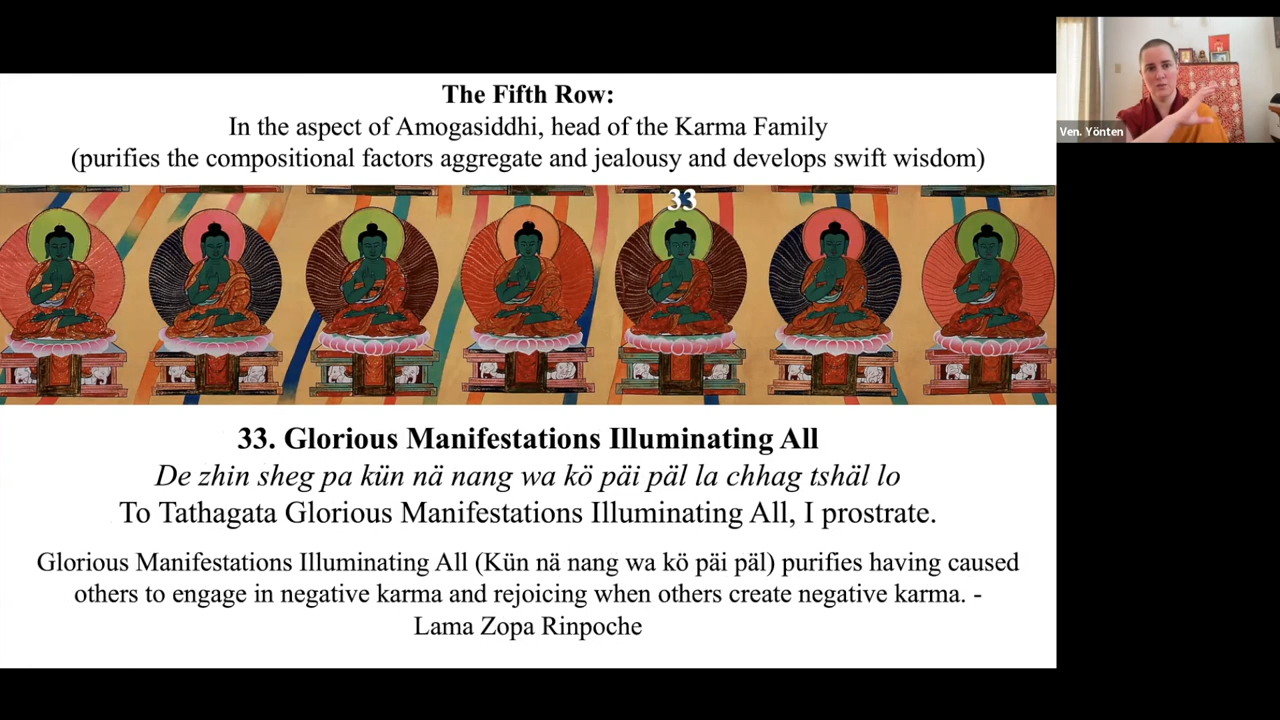 The Fifth Row:
In the aspect of Amogasiddhi, head of the Karma Family
(purifies the compositional factors aggregate and jealousy and develops swift wisdom)
33
33. Glorious Manifestations Illuminating All
De zhin sheg pa kün nä nang wa kö päi päl la chhag tshäl lo
To Tathagata Glorious Manifestations Illuminating All, I prostrate.
Glorious Manifestations Illuminating All (Kün nä nang wa kö päi päl) purifies having caused
others to engage in negative karma and rejoicing when others create negative karma. -
Lama Zopa Rinpoche
Ven. Yönten